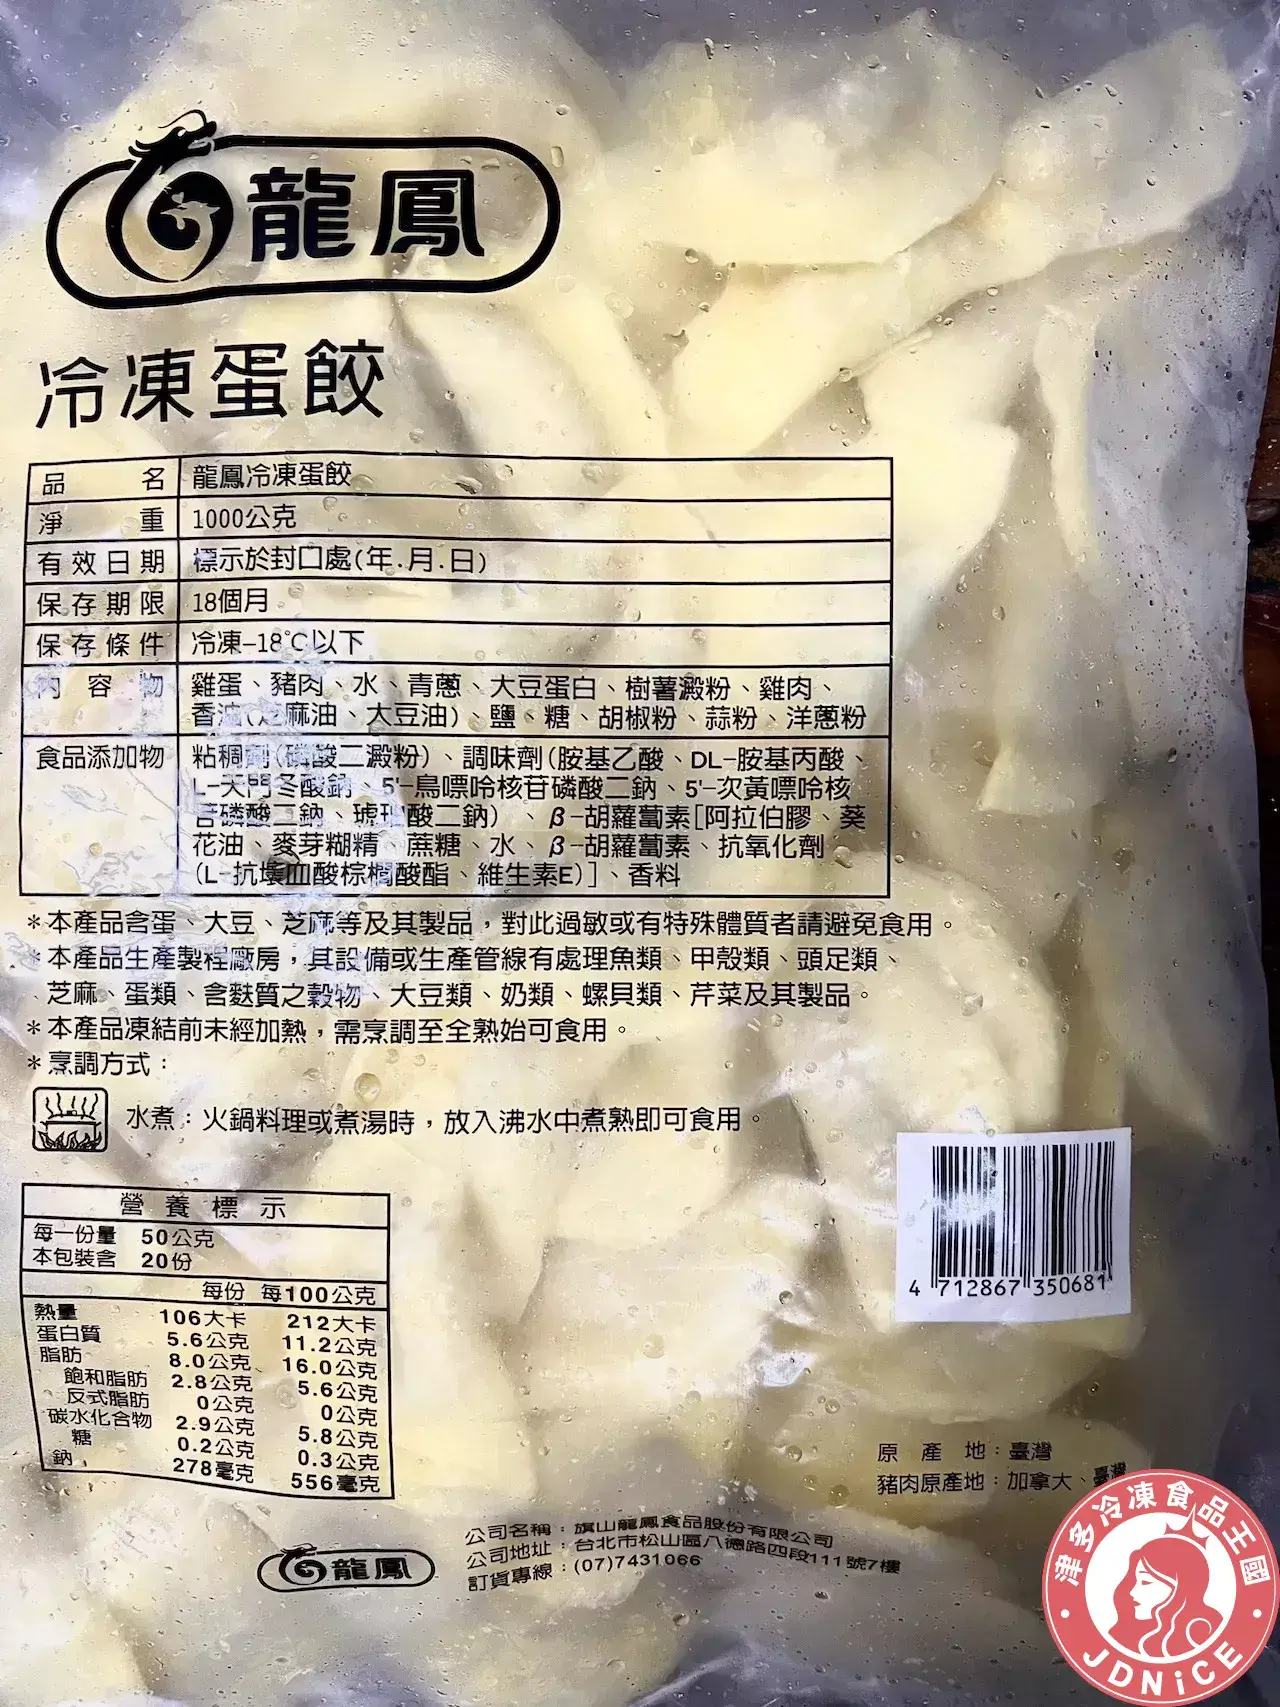 龍鳳
冷凍蛋餃
品名 龍鳳冷凍蛋餃
淨重 1000公克
有效日期 標示於封口處(年.月.日)
保存期限 18個月
保存條件 冷凍-18℃以下
內容物 雞蛋、豬肉、水、青蔥、大豆蛋白、樹薯澱粉、雞肉、
香油(芝麻油、大豆油)、鹽、糖、胡椒粉、蒜粉、洋蔥粉
食品添加物 粘稠劑(磷酸二澱粉)、調味劑(胺基乙酸、DL-胺基丙酸、
L-天門冬酸鈉、5'-鳥嘌呤核苷磷酸二鈉、5'-次黃嘌呤核
苷磷酸二鈉、琥珀酸二鈉)、β-胡蘿蔔素[阿拉伯膠、葵
花油、麥芽糊精、蔗糖、水、β-胡蘿蔔素、抗氧化劑
(L-抗壞血酸棕櫚酸酯、維生素E)]、香料
*本產品含蛋、大豆、芝麻等及其製品，對此過敏或有特殊體質者請避免食用。
*本產品生產製程廠房，其設備或生產管線有處理魚類、甲殼類、頭足類、
芝麻、蛋類、含麩質之穀物、大豆類、奶類、螺貝類、芹菜及其製品。
*本產品凍結前未經加熱，需烹調至全熟始可食用。
*烹調方式：
水煮：火鍋料理或煮湯時，放入沸水中煮熟即可食用。
營養標示
每一份量 50公克
本包裝含 20份
每份 每100公克
熱量 106大卡 212大卡
蛋白質 5.6公克 11.2公克
脂肪 8.0公克 16.0公克
飽和脂肪 2.8公克 5.6公克
反式脂肪 0公克 0公克
碳水化合物 2.9公克 5.8公克
糖 0.2公克 0.3公克
鈉 278毫克 556毫克
4 712867 350681
原產地：臺灣
豬肉原產地：加拿大、臺灣
龍鳳
公司名稱：旗山龍鳳食品股份有限公司
公司地址：台北市松山區八德路四段111號7樓
訂貨專線：(07)7431066
津多冷凍食品王國
JDNiCE